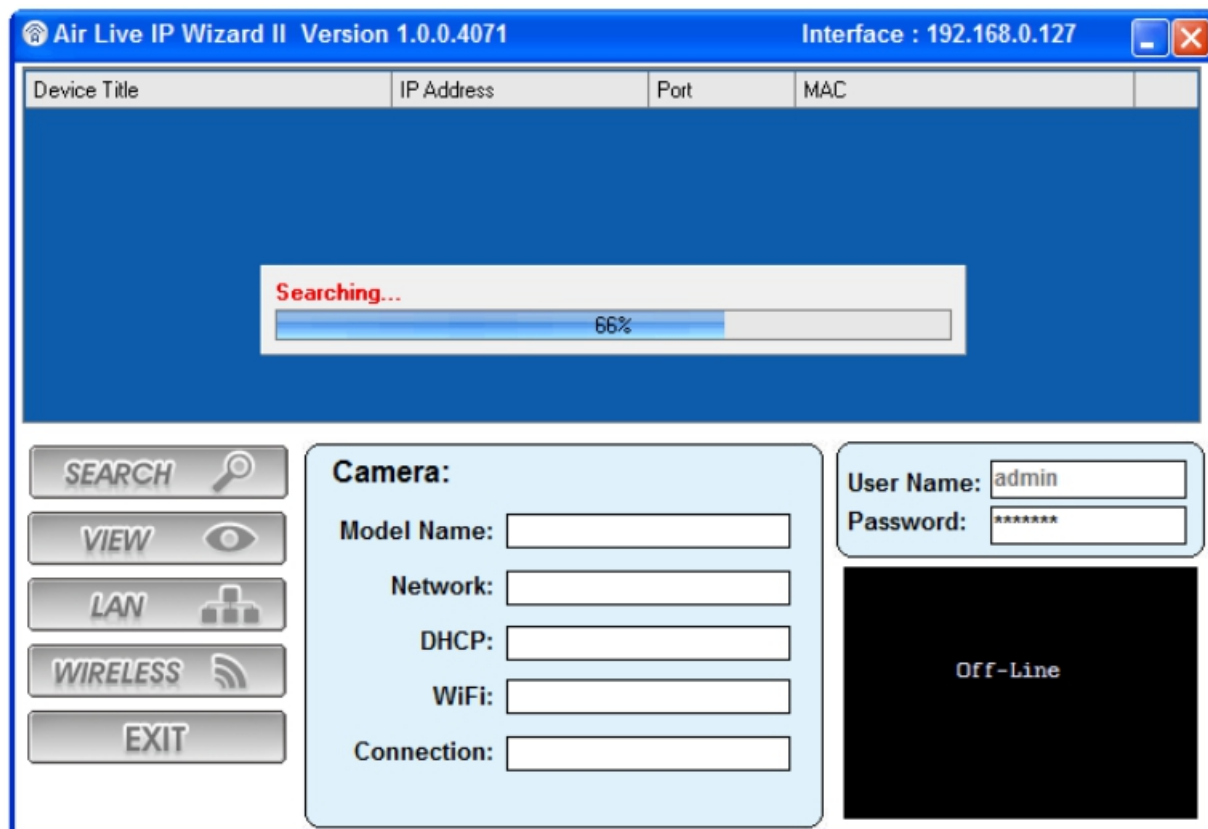 Air Live IP Wizard II Version 1.0.0.4071 Interface : 192.168.0.127
Device Title IP Address Port MAC
Searching...
66%
SEARCH
VIEW
LAN
WIRELESS
EXIT
Camera:
Model Name:
Network:
DHCP:
WiFi:
Connection:
User Name: admin
Password: *******
Off-Line